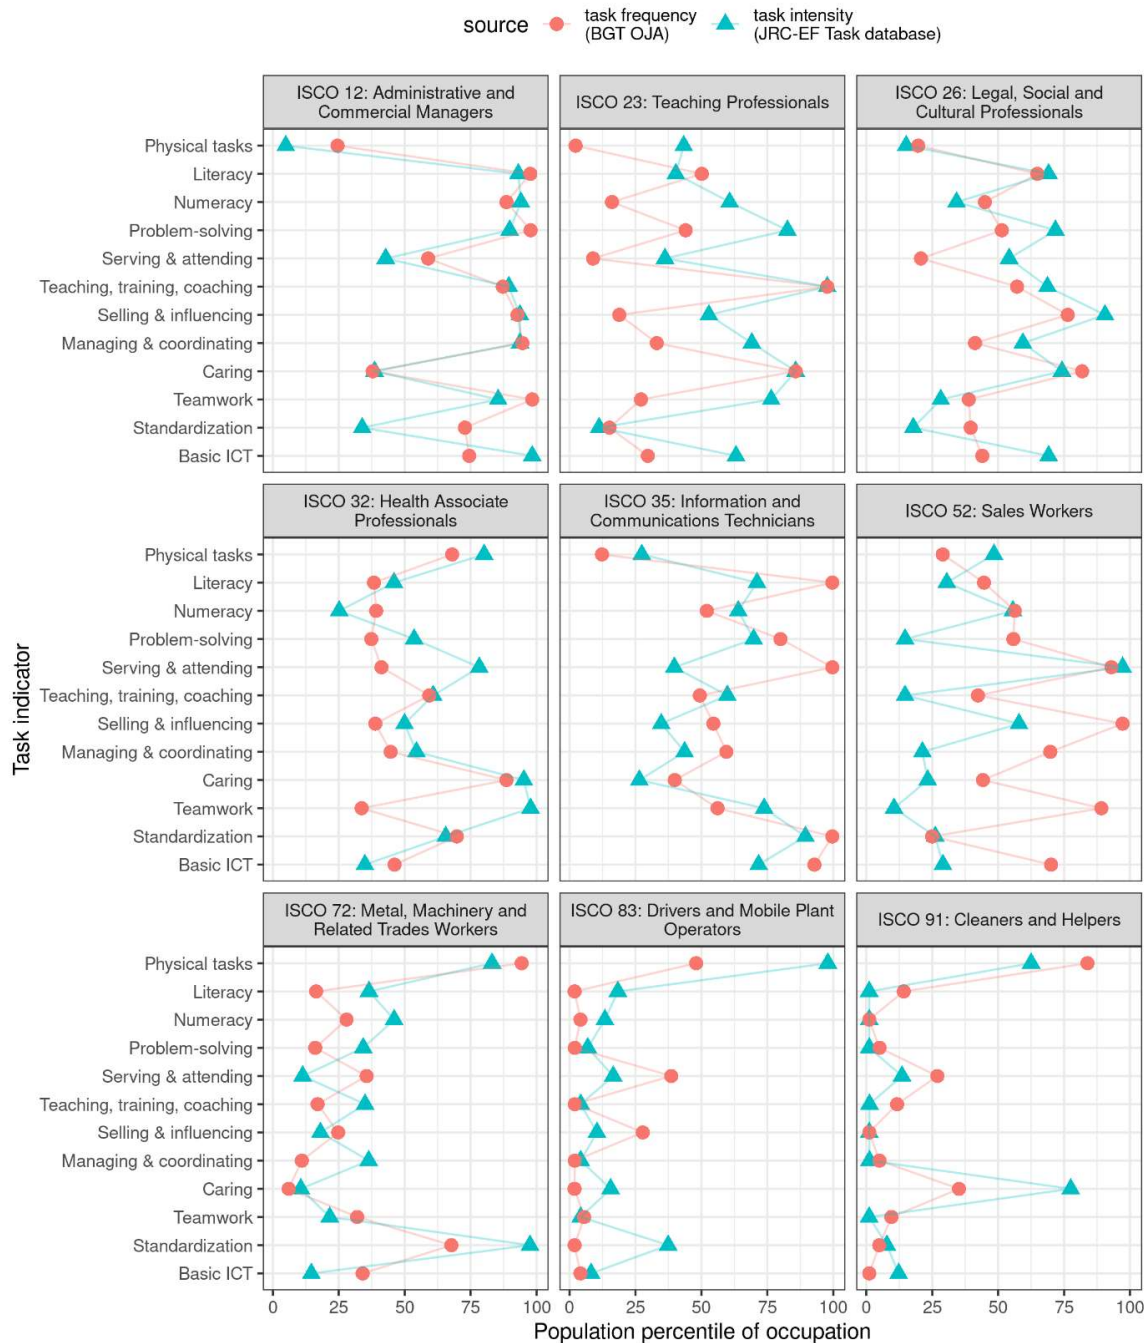 source
task frequency
(BGT OJA)
task intensity
(JRC-EF Task database)
ISCO 12: Administrative and
Commercial Managers
ISCO 23: Teaching Professionals
ISCO 26: Legal, Social and
Cultural Professionals
Physical tasks
Literacy
Numeracy
Problem-solving
Serving & attending
Teaching, training, coaching
Selling & influencing
Managing & coordinating
Caring
Teamwork
Standardization
Basic ICT
ISCO 32: Health Associate
Professionals
ISCO 35: Information and
Communications Technicians
ISCO 52: Sales Workers
Physical tasks
Literacy
Numeracy
Problem-solving
Serving & attending
Teaching, training, coaching
Selling & influencing
Managing & coordinating
Caring
Teamwork
Standardization
Basic ICT
Task indicator
ISCO 72: Metal, Machinery and
Related Trades Workers
ISCO 83: Drivers and Mobile Plant
Operators
ISCO 91: Cleaners and Helpers
Physical tasks
Literacy
Numeracy
Problem-solving
Serving & attending
Teaching, training, coaching
Selling & influencing
Managing & coordinating
Caring
Teamwork
Standardization
Basic ICT
0 25 50 75 100 0 25 50 75 100 0 25 50 75 100
Population percentile of occupation